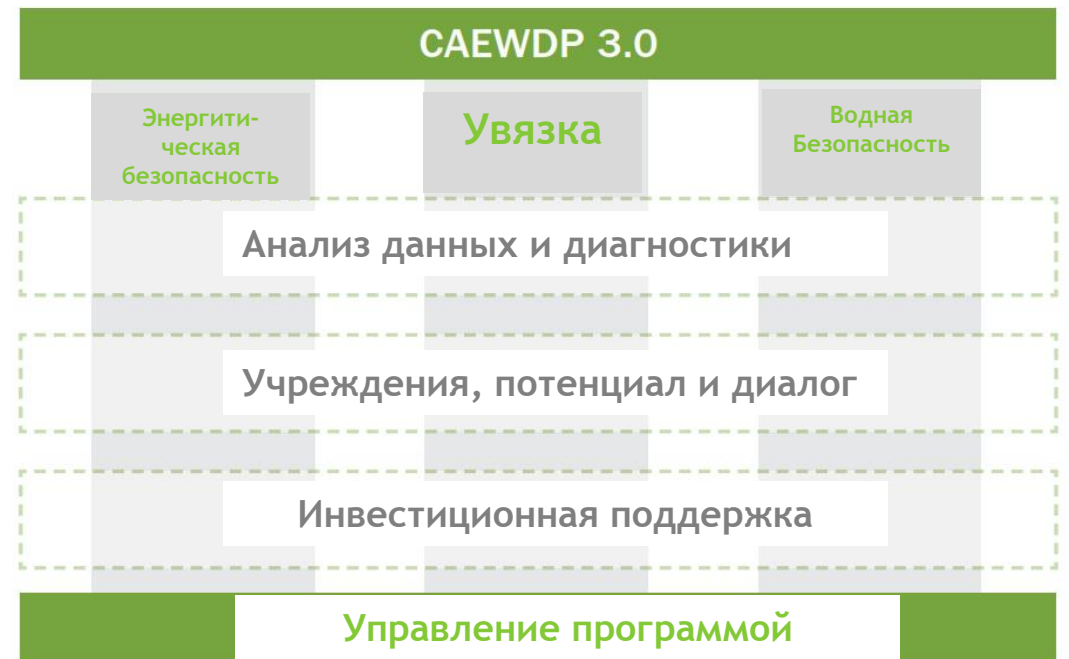 CAEWDP 3.0
Энергити-
ческая
безопасность
Увязка
Водная
Безопасность
Анализ данных и диагностики
Учреждения, потенциал и диалог
Инвестиционная поддержка
Управление программой